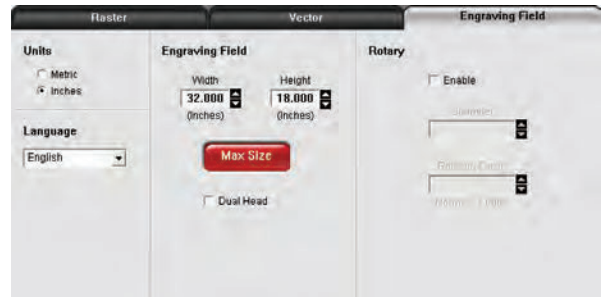 Raster
Vector
Engraving Field
Units
Metric
Inches
Language
English
Engraving Field
Width Height
32.000 18.000
(Inches) (Inches)
Max Size
Dual Head
Rotary
Enable
Diameter